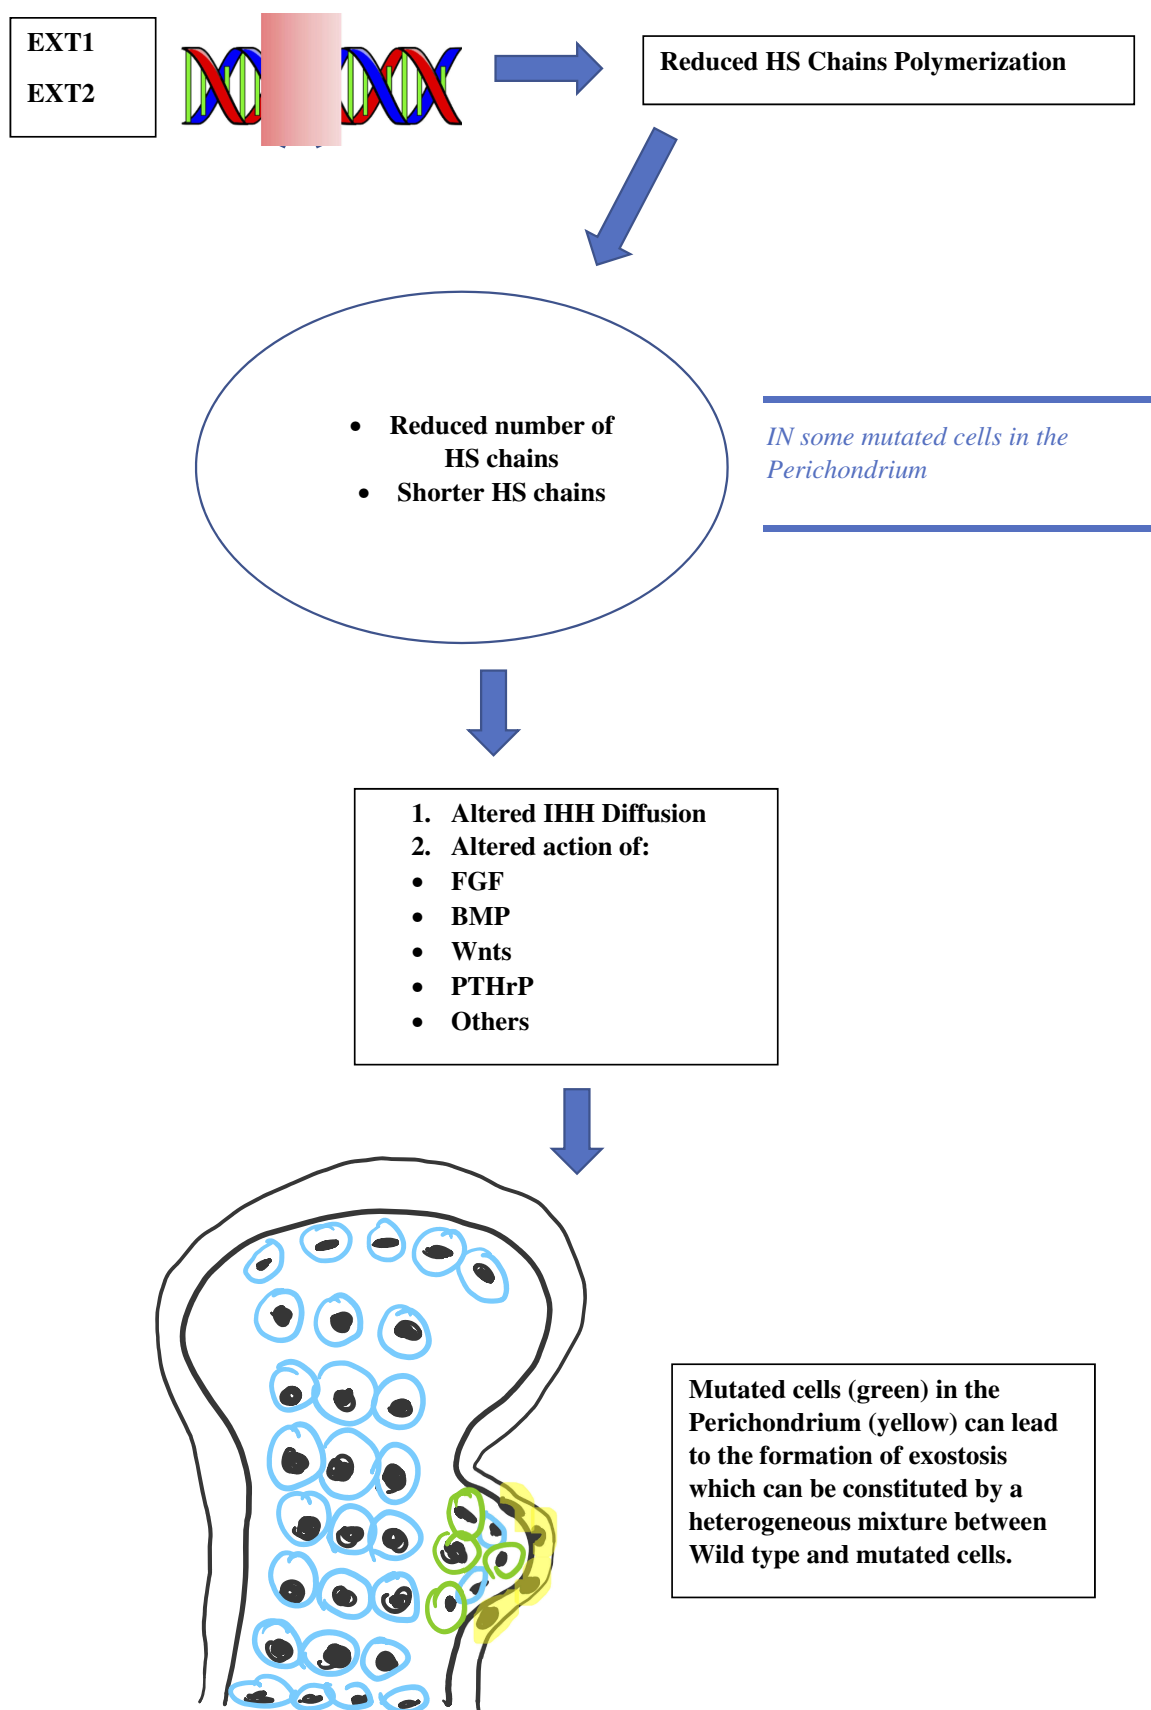 EXT1
EXT2
Reduced HS Chains Polymerization
• Reduced number of
HS chains
• Shorter HS chains
IN some mutated cells in the
Perichondrium
1. Altered IHH Diffusion
2. Altered action of:
• FGF
• BMP
• Wnts
• PTHrP
• Others
Mutated cells (green) in the
Perichondrium (yellow) can lead
to the formation of exostosis
which can be constituted by a
heterogeneous mixture between
Wild type and mutated cells.